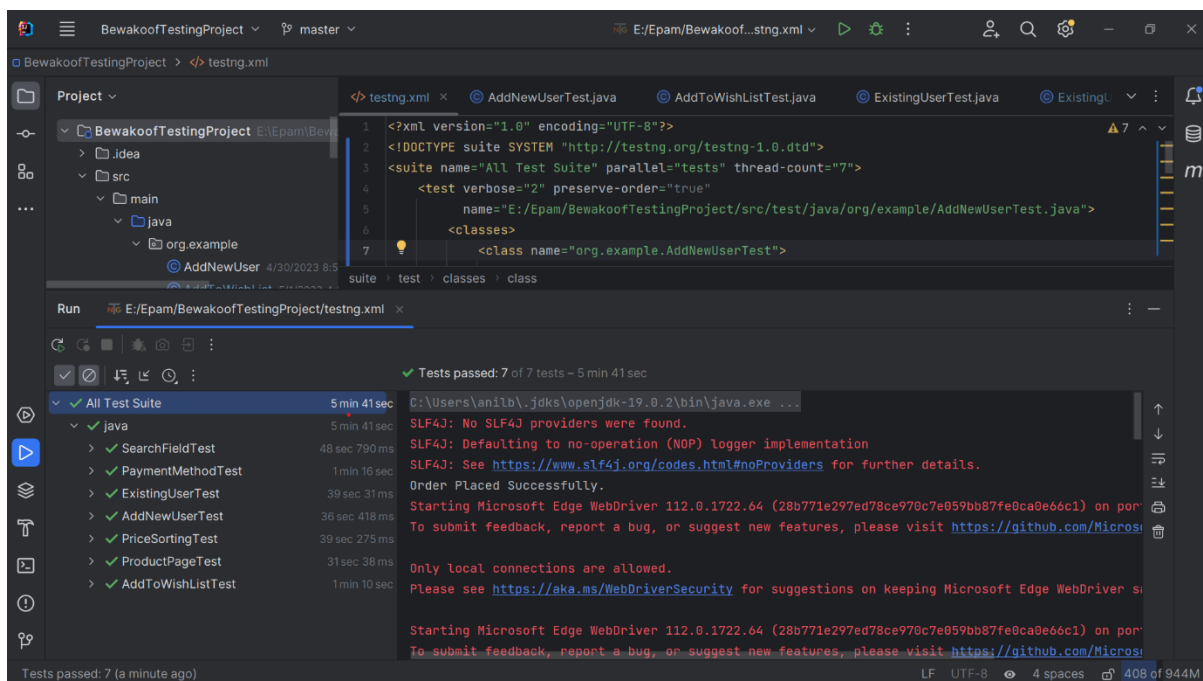 BewakoofTestingProject master E:/Epam/Bewakoof...stng.xml
BewakoofTestingProject > testng.xml
Project
testng.xml AddNewUserTest.java AddToWishListTest.java ExistingUserTest.java
BewakoofTestingProject E:\Epam\Bew
.idea
src
main
java
org.example
AddNewUser 4/30/2023 8:5
1 <?xml version="1.0" encoding="UTF-8"?>
7
2 <!DOCTYPE suite SYSTEM "http://testng.org/testng-1.0.dtd">
3 <suite name="All Test Suite" parallel="tests" thread-count="7">
4 <test verbose="2" preserve-order="true"
5 name="E:/Epam/BewakoofTestingProject/src/test/java/org/example/AddNewUserTest.java">
6 <classes>
7 <class name="org.example.AddNewUserTest">
suite > test > classes > class
Run E:/Epam/BewakoofTestingProject/testng.xml
Tests passed: 7 of 7 tests – 5 min 41 sec
All Test Suite 5 min 41 sec
java 5 min 41 sec
SearchFieldTest 48 sec 790 ms
PaymentMethodTest 1 min 16 sec
ExistingUserTest 39 sec 31 ms
AddNewUserTest 36 sec 418 ms
PriceSortingTest 39 sec 275 ms
ProductPageTest 31 sec 38 ms
AddToWishListTest 1 min 10 sec
C:\Users\anilb\.jdks\openjdk-19.0.2\bin\java.exe ...
SLF4J: No SLF4J providers were found.
SLF4J: Defaulting to no-operation (NOP) logger implementation
SLF4J: See https://www.slf4j.org/codes.html#noProviders for further details.
Order Placed Successfully.
Starting Microsoft Edge WebDriver 112.0.1722.64 (28b771e297ed78ce970c7e059bb87fe0ca0e66c1) on por
To submit feedback, report a bug, or suggest new features, please visit https://github.com/Micros
Only local connections are allowed.
Please see https://aka.ms/WebDriverSecurity for suggestions on keeping Microsoft Edge WebDriver sa
Starting Microsoft Edge WebDriver 112.0.1722.64 (28b771e297ed78ce970c7e059bb87fe0ca0e66c1) on por
To submit feedback, report a bug, or suggest new features, please visit https://github.com/Micros
Tests passed: 7 (a minute ago) LF UTF-8 4 spaces 408 of 944M